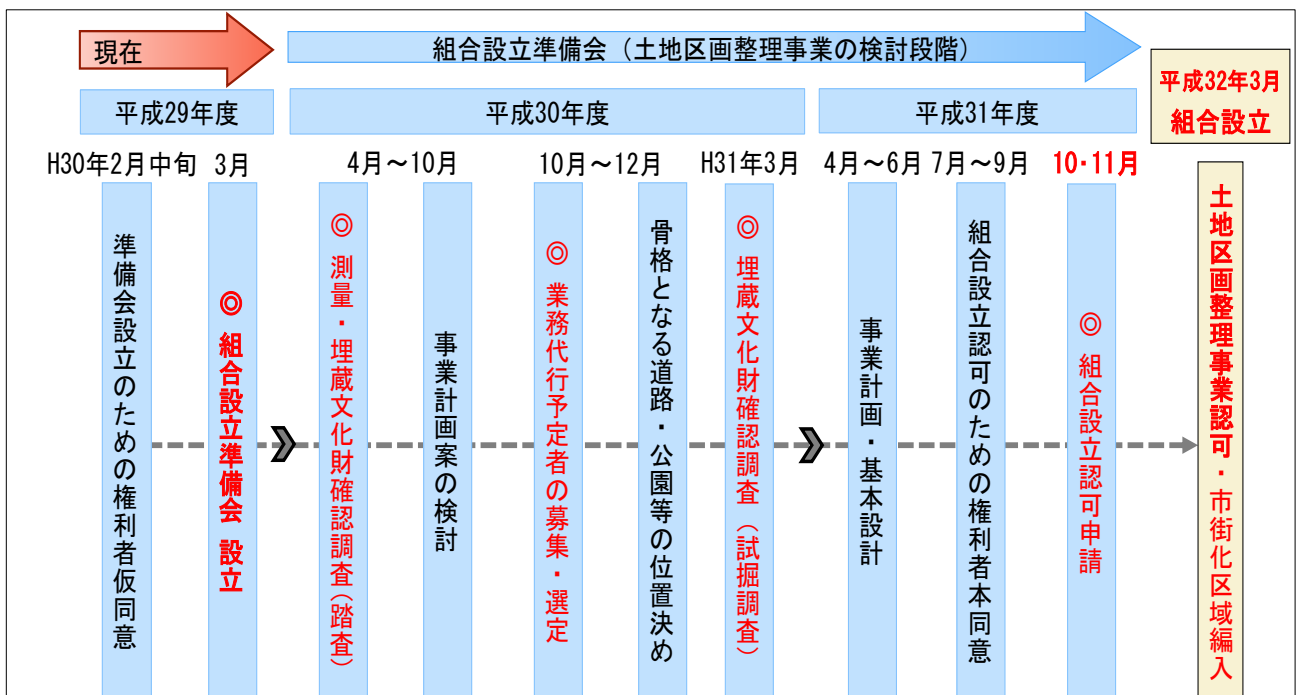 現在
組合設立準備会（土地区画整理事業の検討段階）
平成32年3月
組合設立
平成29年度
平成30年度
平成31年度
H30年2月中旬
3月
4月～10月
10月～12月
H31年3月
4月～6月
7月～9月
10・11月
準備会設立のための権利者仮同意
◎ 組合設立準備会 設立
◎ 測量・埋蔵文化財確認調査（踏査）
事業計画案の検討
◎ 業務代行予定者の募集・選定
骨格となる道路・公園等の位置決め
◎ 埋蔵文化財確認調査（試掘調査）
事業計画・基本設計
組合設立認可のための権利者本同意
◎ 組合設立認可申請
土地区画整理事業認可・市街化区域編入